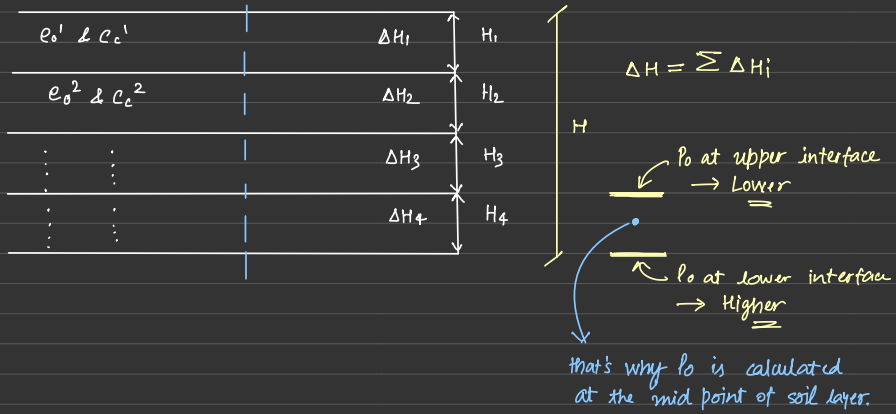 e₀¹ & Cc¹ ΔH₁ H₁
e₀² & Cc² ΔH₂ H₂
ΔH₃ H₃
ΔH₄ H₄
H
ΔH = Σ ΔHi
P₀ at upper interface
→ Lower
P₀ at lower interface
→ Higher
that's why P₀ is calculated
at the mid point of soil layer.